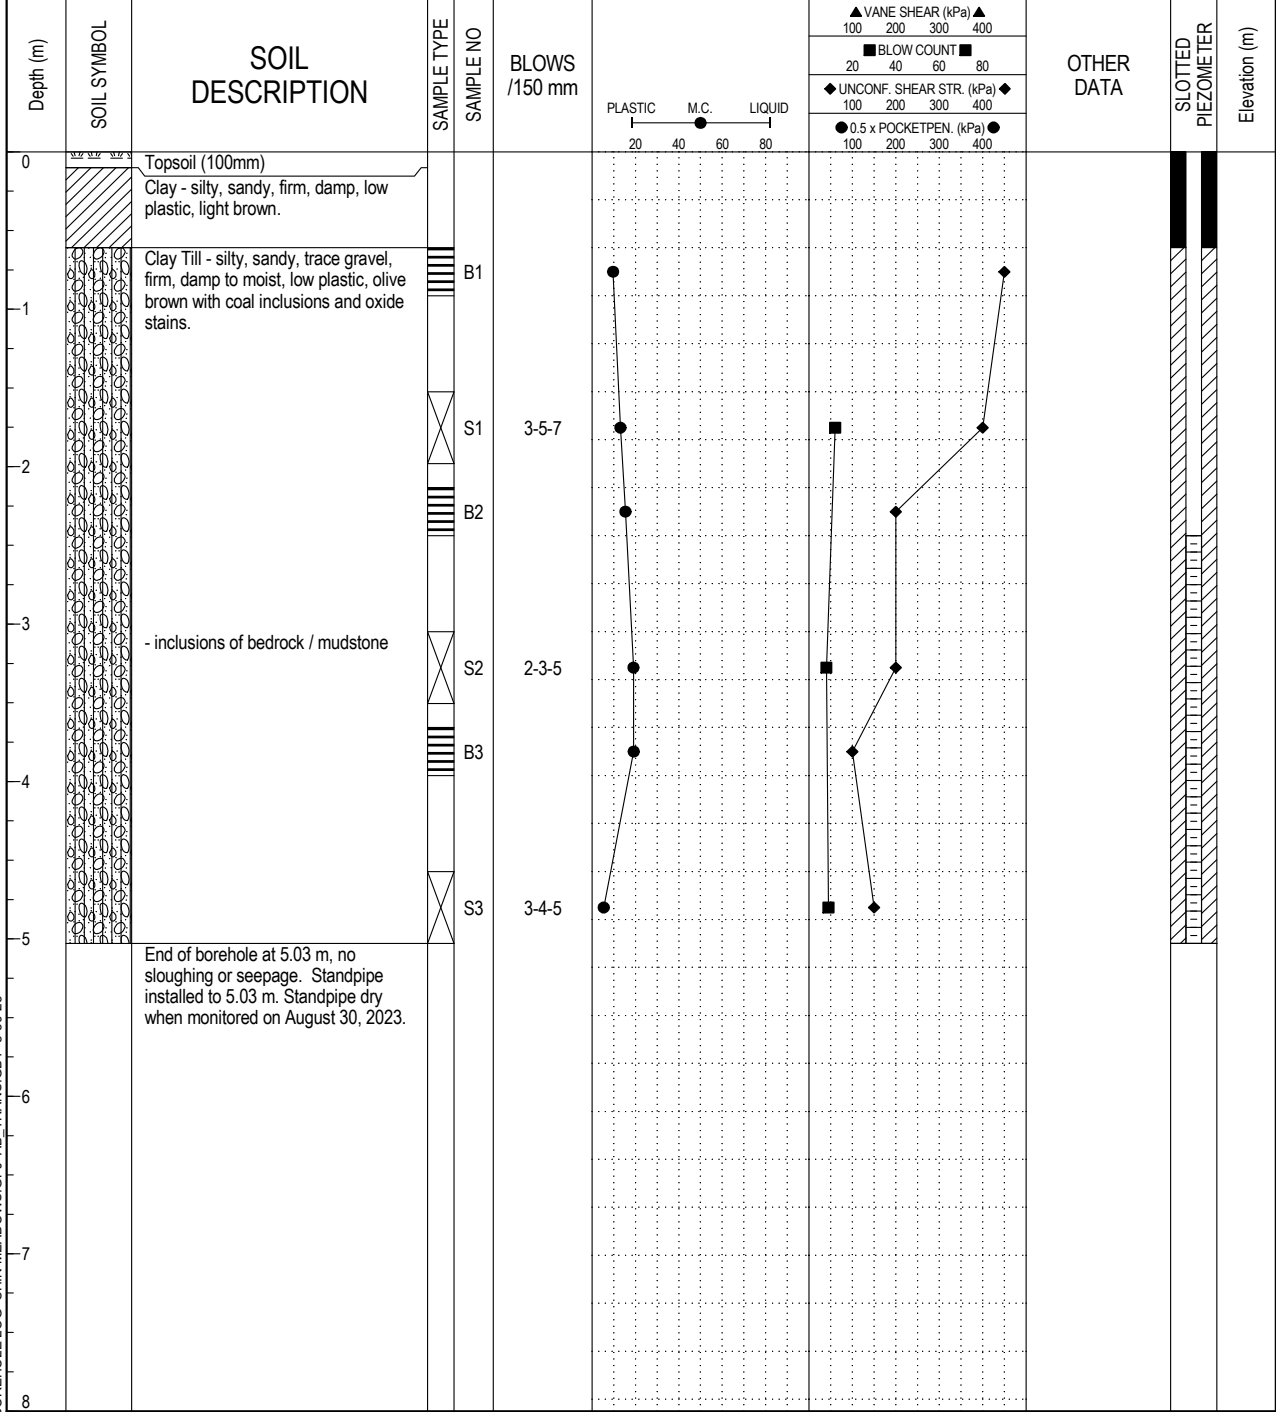 Depth (m)
SOIL SYMBOL
SOIL
DESCRIPTION
SAMPLE TYPE
SAMPLE NO
BLOWS
/150 mm
PLASTIC M.C. LIQUID
20 40 60 80
▲ VANE SHEAR (kPa) ▲
100 200 300 400
■ BLOW COUNT ■
20 40 60 80
◆ UNCONF. SHEAR STR. (kPa) ◆
100 200 300 400
● 0.5 x POCKETPEN. (kPa) ●
100 200 300 400
OTHER
DATA
SLOTTED
PIEZOMETER
Elevation (m)
0
Topsoil (100mm)
Clay - silty, sandy, firm, damp, low
plastic, light brown.
Clay Till - silty, sandy, trace gravel,
firm, damp to moist, low plastic, olive
brown with coal inclusions and oxide
stains.
B1
1
S1 3-5-7
2
B2
3
- inclusions of bedrock / mudstone
S2 2-3-5
B3
4
S3 3-4-5
5
End of borehole at 5.03 m, no
sloughing or seepage. Standpipe
installed to 5.03 m. Standpipe dry
when monitored on August 30, 2023.
6
7
8